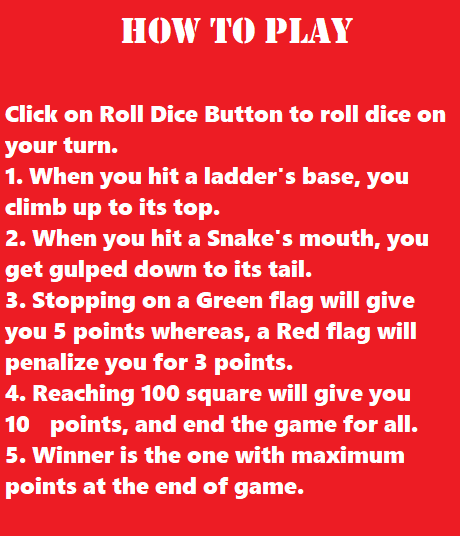 HOW TO PLAY
Click on Roll Dice Button to roll dice on
your turn.
1. When you hit a ladder's base, you
climb up to its top.
2. When you hit a Snake's mouth, you
get gulped down to its tail.
3. Stopping on a Green flag will give
you 5 points whereas, a Red flag will
penalize you for 3 points.
4. Reaching 100 square will give you
10   points, and end the game for all.
5. Winner is the one with maximum
points at the end of game.